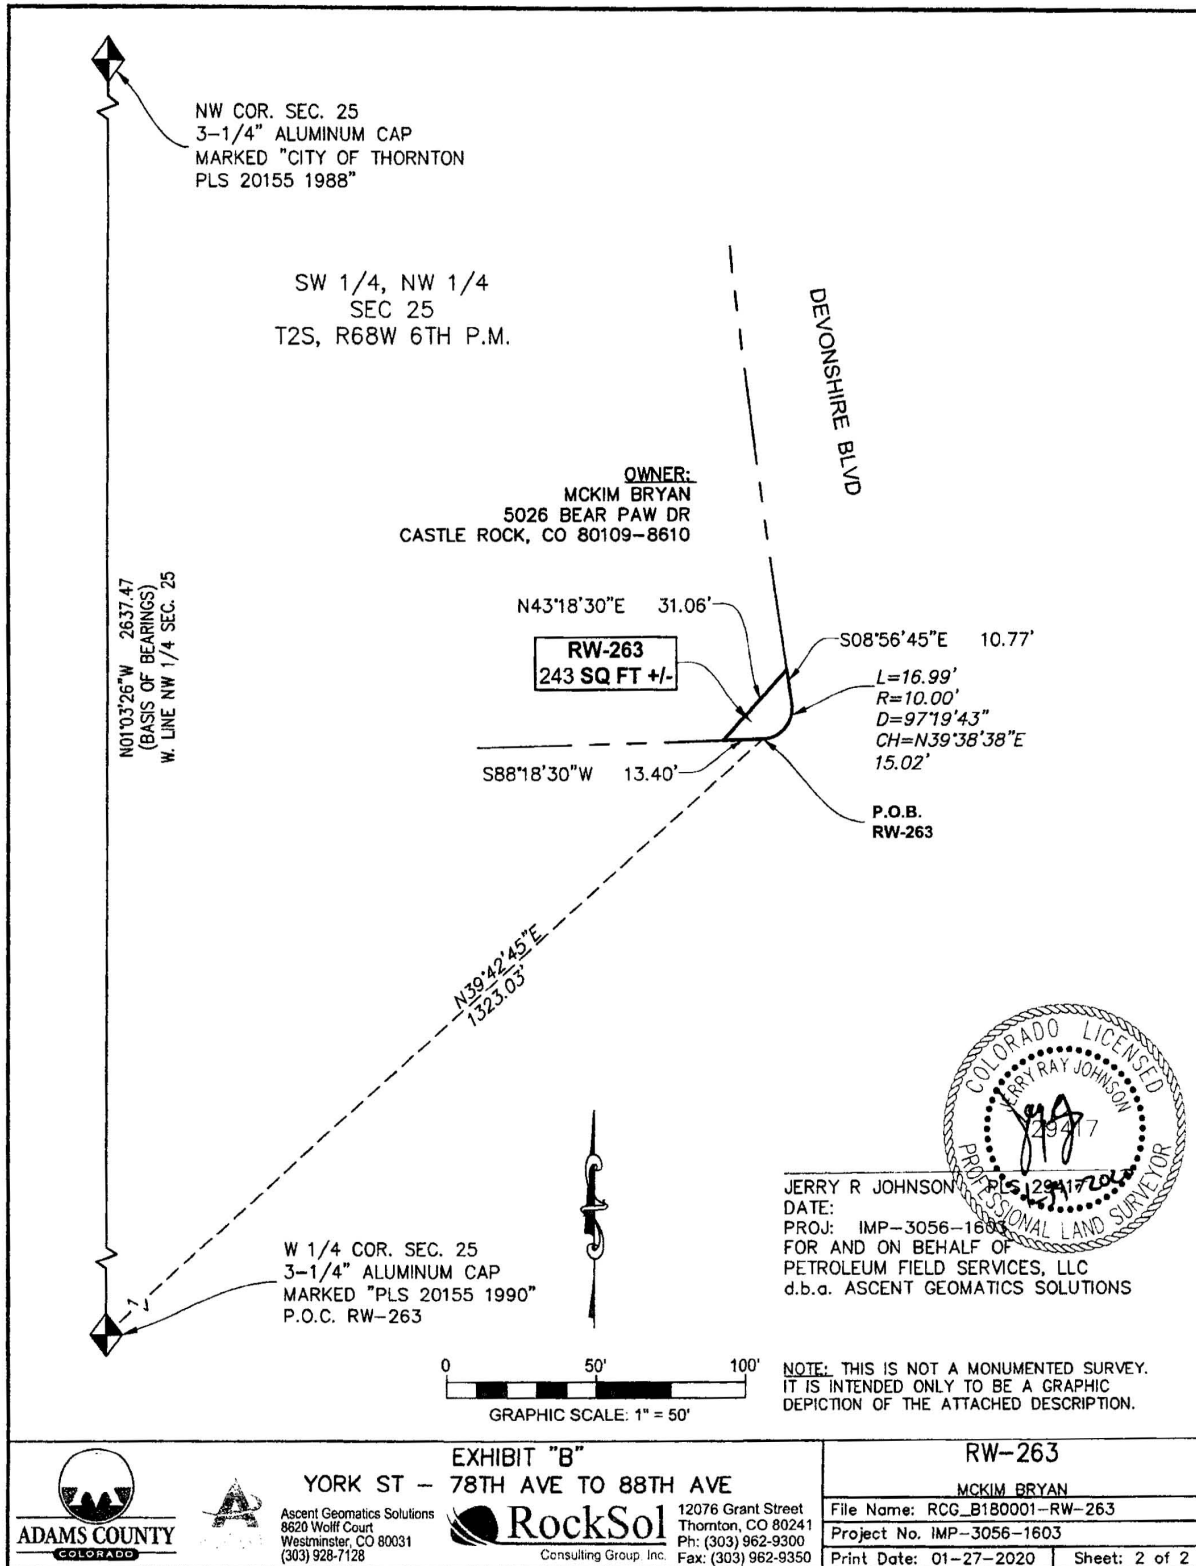 NW COR. SEC. 25
3-1/4" ALUMINUM CAP
MARKED "CITY OF THORNTON
PLS 20155 1988"
SW 1/4, NW 1/4
SEC 25
T2S, R68W 6TH P.M.
DEVONSHIRE BLVD
OWNER:
MCKIM BRYAN
5026 BEAR PAW DR
CASTLE ROCK, CO 80109-8610
N01°03'26"W 2637.47
(BASIS OF BEARINGS)
W. LINE NW 1/4 SEC. 25
N43°18'30"E 31.06'
RW-263
243 SQ FT +/-
S08°56'45"E 10.77'
L=16.99'
R=10.00'
D=97°19'43"
CH=N39°38'38"E
15.02'
S88°18'30"W 13.40'
P.O.B.
RW-263
N39°42'45"E
1323.03'
COLORADO LICENSED
JERRY RAY JOHNSON
29417
PROFESSIONAL LAND SURVEYOR
JERRY R JOHNSON PLS 29417
DATE:
PROJ: IMP-3056-1603
FOR AND ON BEHALF OF
PETROLEUM FIELD SERVICES, LLC
d.b.a. ASCENT GEOMATICS SOLUTIONS
W 1/4 COR. SEC. 25
3-1/4" ALUMINUM CAP
MARKED "PLS 20155 1990"
P.O.C. RW-263
0 50' 100'
GRAPHIC SCALE: 1" = 50'
NOTE: THIS IS NOT A MONUMENTED SURVEY.
IT IS INTENDED ONLY TO BE A GRAPHIC
DEPICTION OF THE ATTACHED DESCRIPTION.
ADAMS COUNTY
COLORADO
EXHIBIT "B"
YORK ST - 78TH AVE TO 88TH AVE
Ascent Geomatics Solutions
8620 Wolff Court
Westminster, CO 80031
(303) 928-7128
RockSol
Consulting Group, Inc.
12076 Grant Street
Thornton, CO 80241
Ph: (303) 962-9300
Fax: (303) 962-9350
RW-263
MCKIM BRYAN
File Name: RCG_B180001-RW-263
Project No. IMP-3056-1603
Print Date: 01-27-2020
Sheet: 2 of 2